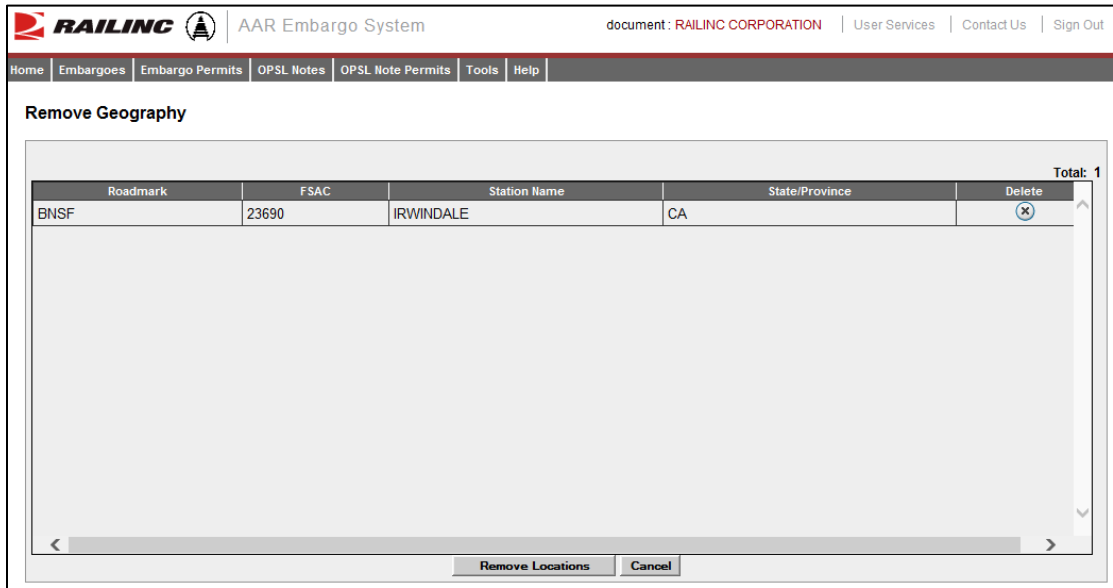 RAILINC AAR Embargo System document : RAILINC CORPORATION User Services Contact Us Sign Out
Home Embargoes Embargo Permits OPSL Notes OPSL Note Permits Tools Help
Remove Geography
Total: 1
Roadmark FSAC Station Name State/Province Delete
BNSF 23690 IRWINDALE CA
Remove Locations Cancel